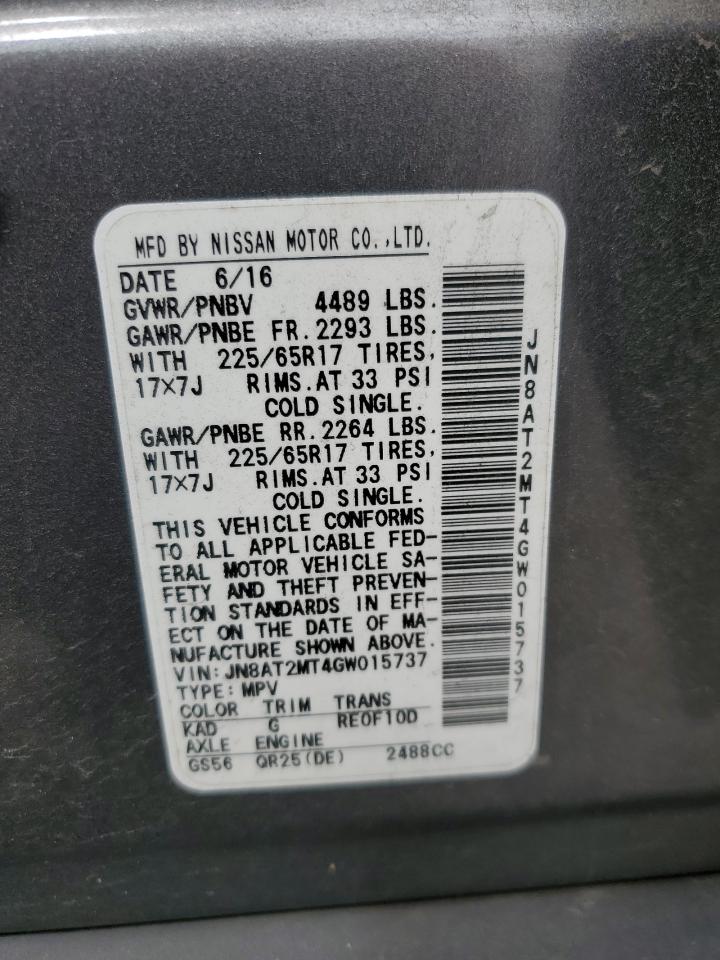 MFD BY NISSAN MOTOR CO.,LTD.
DATE 6/16
GVWR/PNBV 4489 LBS.
GAWR/PNBE FR.2293 LBS.
WITH 225/65R17 TIRES,
17×7J RIMS.AT 33 PSI
COLD SINGLE.
GAWR/PNBE RR.2264 LBS.
WITH 225/65R17 TIRES,
17×7J RIMS.AT 33 PSI
COLD SINGLE.
THIS VEHICLE CONFORMS
TO ALL APPLICABLE FED-
ERAL MOTOR VEHICLE SA-
FETY AND THEFT PREVEN-
TION STANDARDS IN EFF-
ECT ON THE DATE OF MA-
NUFACTURE SHOWN ABOVE.
VIN:JN8AT2MT4GW015737
TYPE:MPV
COLOR TRIM TRANS
KAD G RE0F10D
AXLE ENGINE
GS56 QR25(DE) 2488CC
JN8AT2MT4GW015737